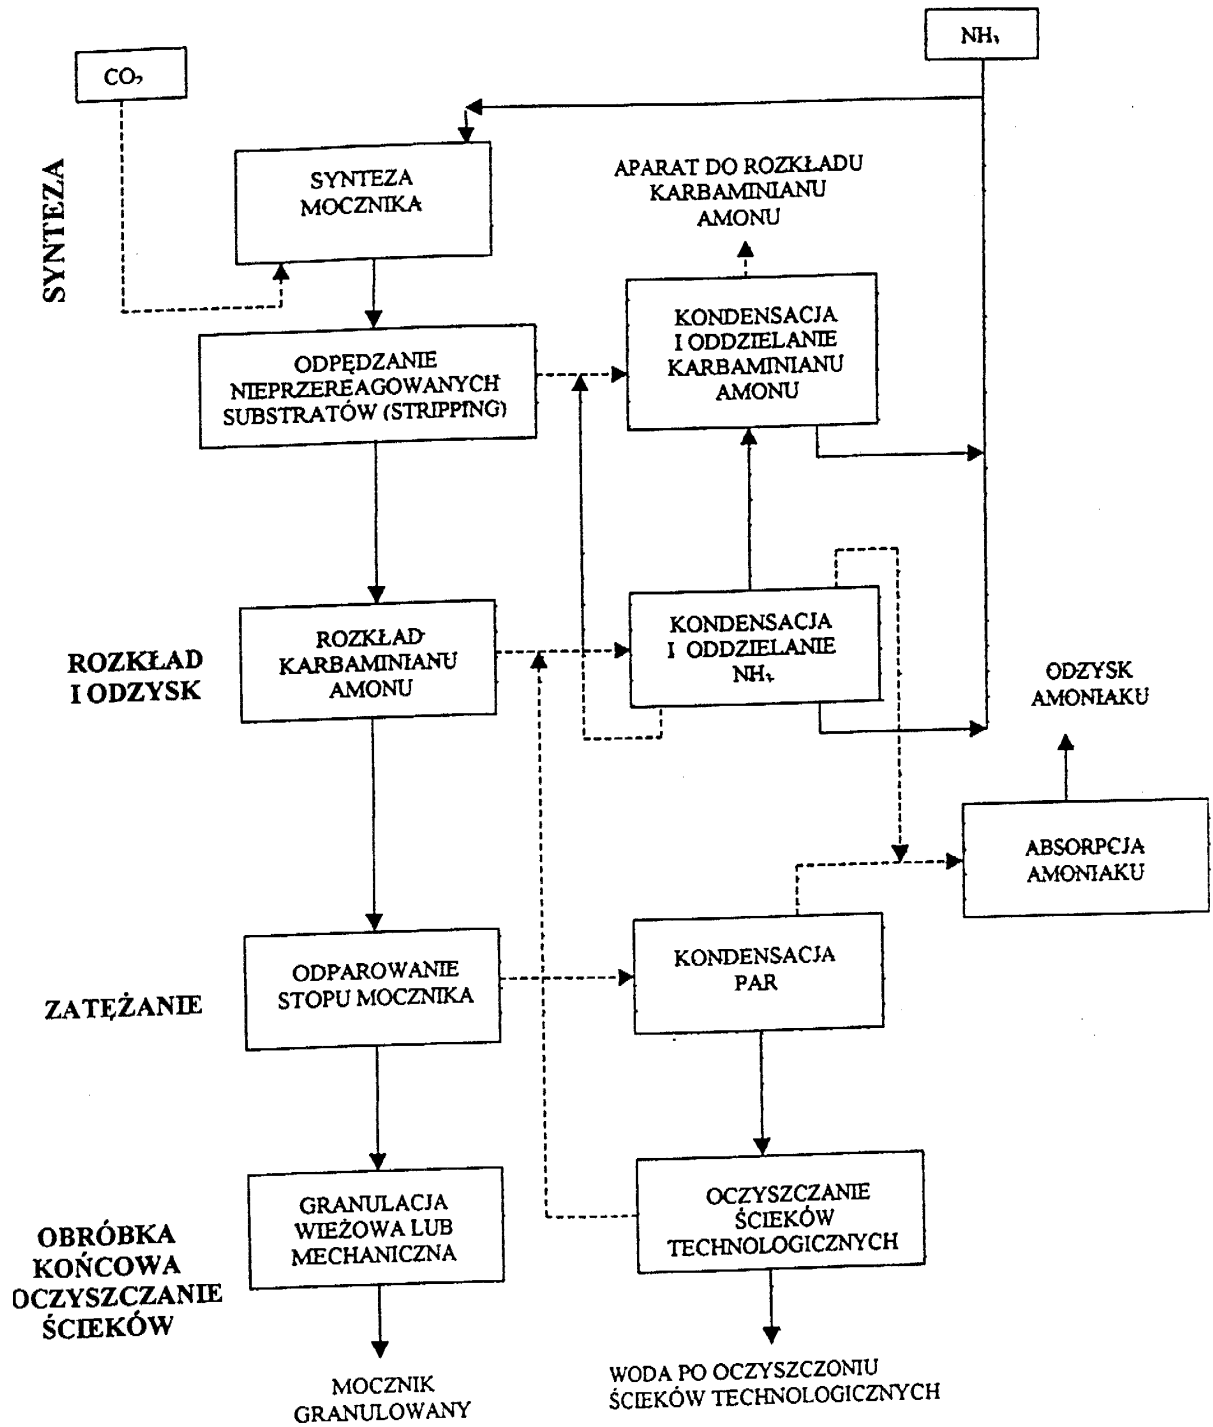 NH₃
CO₂
SYNTEZA
SYNTEZA
MOCZNIKA
APARAT DO ROZKŁADU
KARBAMINIANU
AMONU
KONDENSACJA
I ODDZIELANIE
KARBAMINIANU
AMONU
ODPĘDZANIE
NIEPRZEREAGOWANYCH
SUBSTRATÓW (STRIPPING)
ROZKŁAD
I ODZYSK
ROZKŁAD
KARBAMINIANU
AMONU
KONDENSACJA
I ODDZIELANIE
NH₃
ODZYSK
AMONIAKU
ABSORPCJA
AMONIAKU
ZATĘŻANIE
ODPAROWANIE
STOPU MOCZNIKA
KONDENSACJA
PAR
OBRÓBKA
KOŃCOWA
OCZYSZCZANIE
ŚCIEKÓW
GRANULACJA
WIEŻOWA LUB
MECHANICZNA
OCZYSZCZANIE
ŚCIEKÓW
TECHNOLOGICZNYCH
MOCZNIK
GRANULOWANY
WODA PO OCZYSZCZONIU
ŚCIEKÓW TECHNOLOGICZNYCH